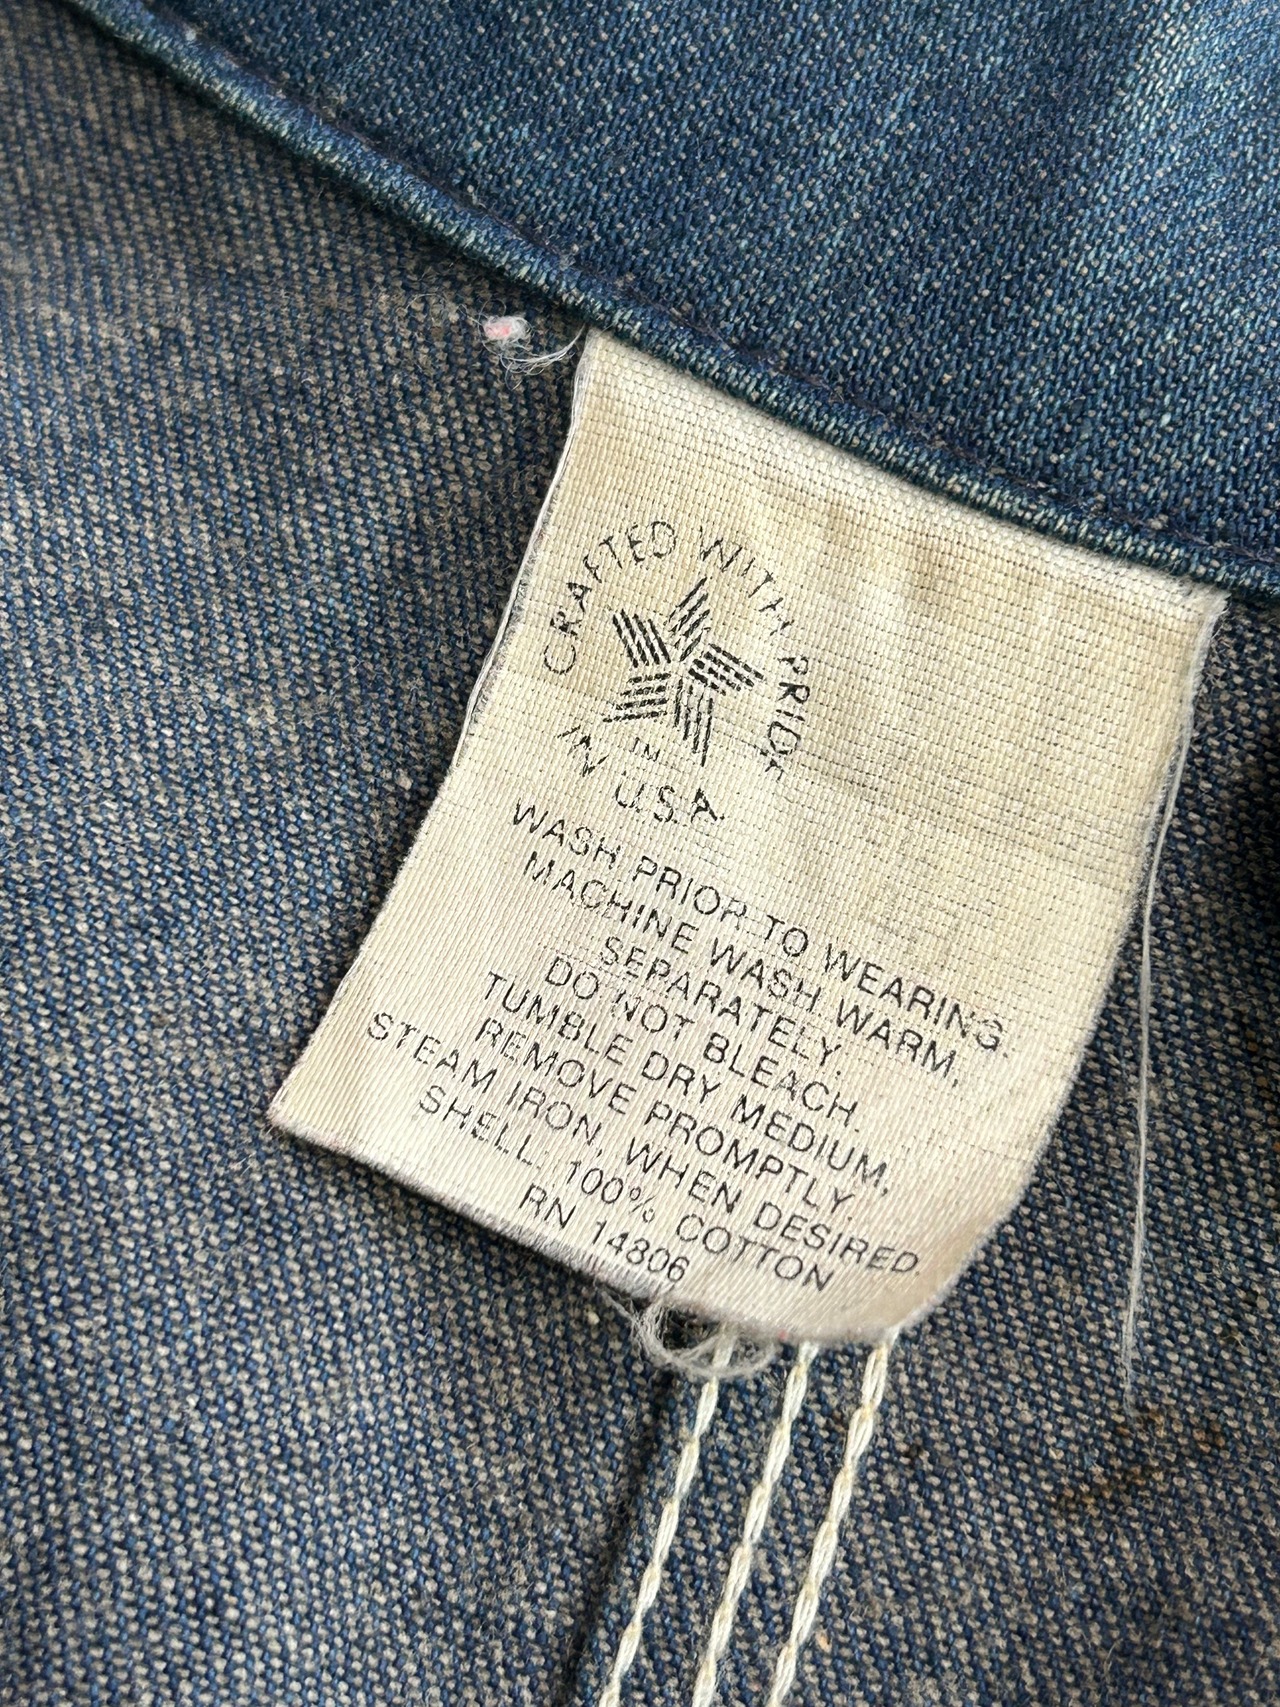 CRAFTED WITH PRIDE
IN U.S.A.
WASH PRIOR TO WEARING.
MACHINE WASH WARM,
SEPARATELY.
DO NOT BLEACH.
TUMBLE DRY MEDIUM,
REMOVE PROMPTLY.
STEAM IRON, WHEN DESIRED.
SHELL 100% COTTON
RN 14806